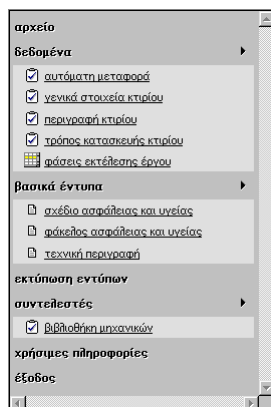 αρχείο
δεδομένα
αυτόματη μεταφορά
γενικά στοιχεία κτιρίου
περιγραφή κτιρίου
τρόπος κατασκευής κτιρίου
φάσεις εκτέλεσης έργου
βασικά έντυπα
σχέδιο ασφάλειας και υγείας
φάκελος ασφάλειας και υγείας
τεχνική περιγραφή
εκτύπωση εντύπων
συντελεστές
βιβλιοθήκη μηχανικών
χρήσιμες πληροφορίες
έξοδος